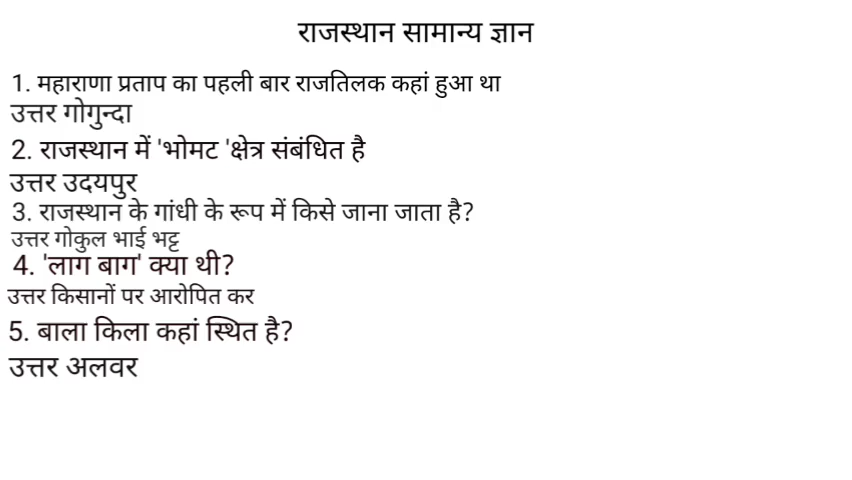 राजस्थान सामान्य ज्ञान
1. महाराणा प्रताप का पहली बार राजतिलक कहां हुआ था
उत्तर गोगुन्दा
2. राजस्थान में 'भोमट 'क्षेत्र संबंधित है
उत्तर उदयपुर
3. राजस्थान के गांधी के रूप में किसे जाना जाता है?
उत्तर गोकुल भाई भट्ट
4. 'लाग बाग' क्या थी?
उत्तर किसानों पर आरोपित कर
5. बाला किला कहां स्थित है?
उत्तर अलवर